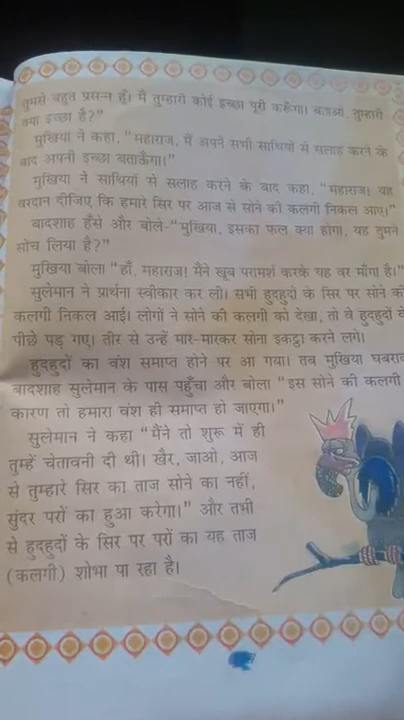 तुमसे बहुत प्रसन्न हूँ। मैं तुम्हारी कोई इच्छा पूरी करूँगा। बताओ, तुम्हारी
क्या इच्छा है?”
मुखिया ने कहा, “महाराज, मैं अपने सभी साथियों से सलाह करने के
बाद अपनी इच्छा बताऊँगा।”
मुखिया ने साथियों से सलाह करने के बाद कहा, “महाराज! यह
वरदान दीजिए कि हमारे सिर पर आज से सोने की कलगी निकल आए।”
बादशाह हँसे और बोले-“मुखिया, इसका फल क्या होगा, यह तुमने
सोच लिया है?”
मुखिया बोला “हाँ, महाराज! मैंने खूब परामर्श करके यह वर माँगा है।”
सुलेमान ने प्रार्थना स्वीकार कर ली। सभी हुदहुदों के सिर पर सोने की
कलगी निकल आई। लोगों ने सोने की कलगी को देखा, तो वे हुदहुदों के
पीछे पड़ गए। तीर से उन्हें मार-मारकर सोना इकट्ठा करने लगे।
हुदहुदों का वंश समाप्त होने पर आ गया। तब मुखिया
बादशाह सुलेमान के पास पहुँचा और बोला “इस सोने की कलगी
कारण तो हमारा वंश ही समाप्त हो जाएगा।”
सुलेमान ने कहा “मैंने तो शुरू में ही
तुम्हें चेतावनी दी थी। खैर, जाओ, आज
से तुम्हारे सिर का ताज सोने का नहीं,
सुंदर परों का हुआ करेगा।” और तभी
से हुदहुदों के सिर पर परों का यह ताज
(कलगी) शोभा पा रहा है।